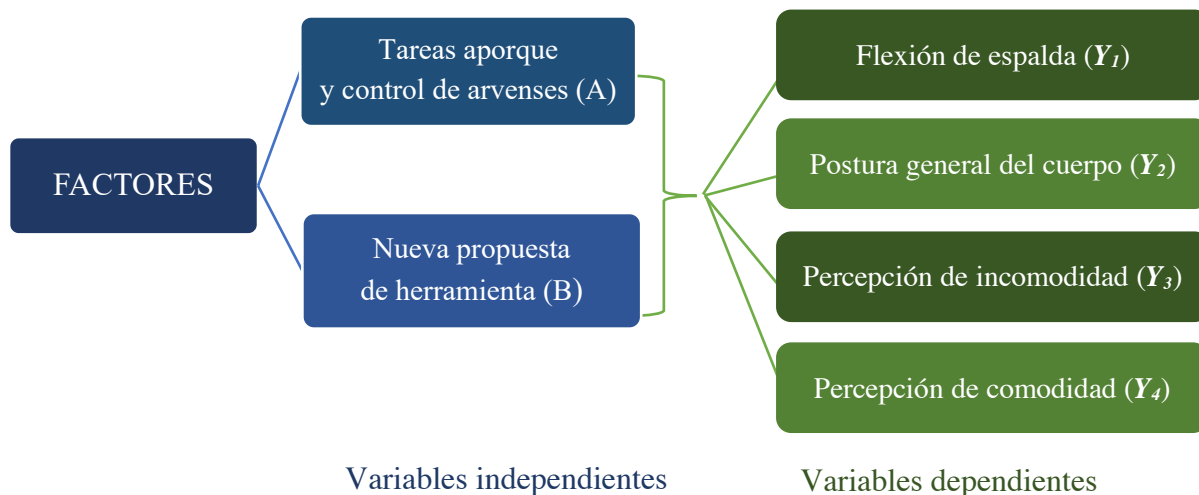 FACTORES
Tareas aporque
y control de arvenses (A)
Nueva propuesta
de herramienta (B)
Flexión de espalda (Y₁)
Postura general del cuerpo (Y₂)
Percepción de incomodidad (Y₃)
Percepción de comodidad (Y₄)
Variables independientes
Variables dependientes